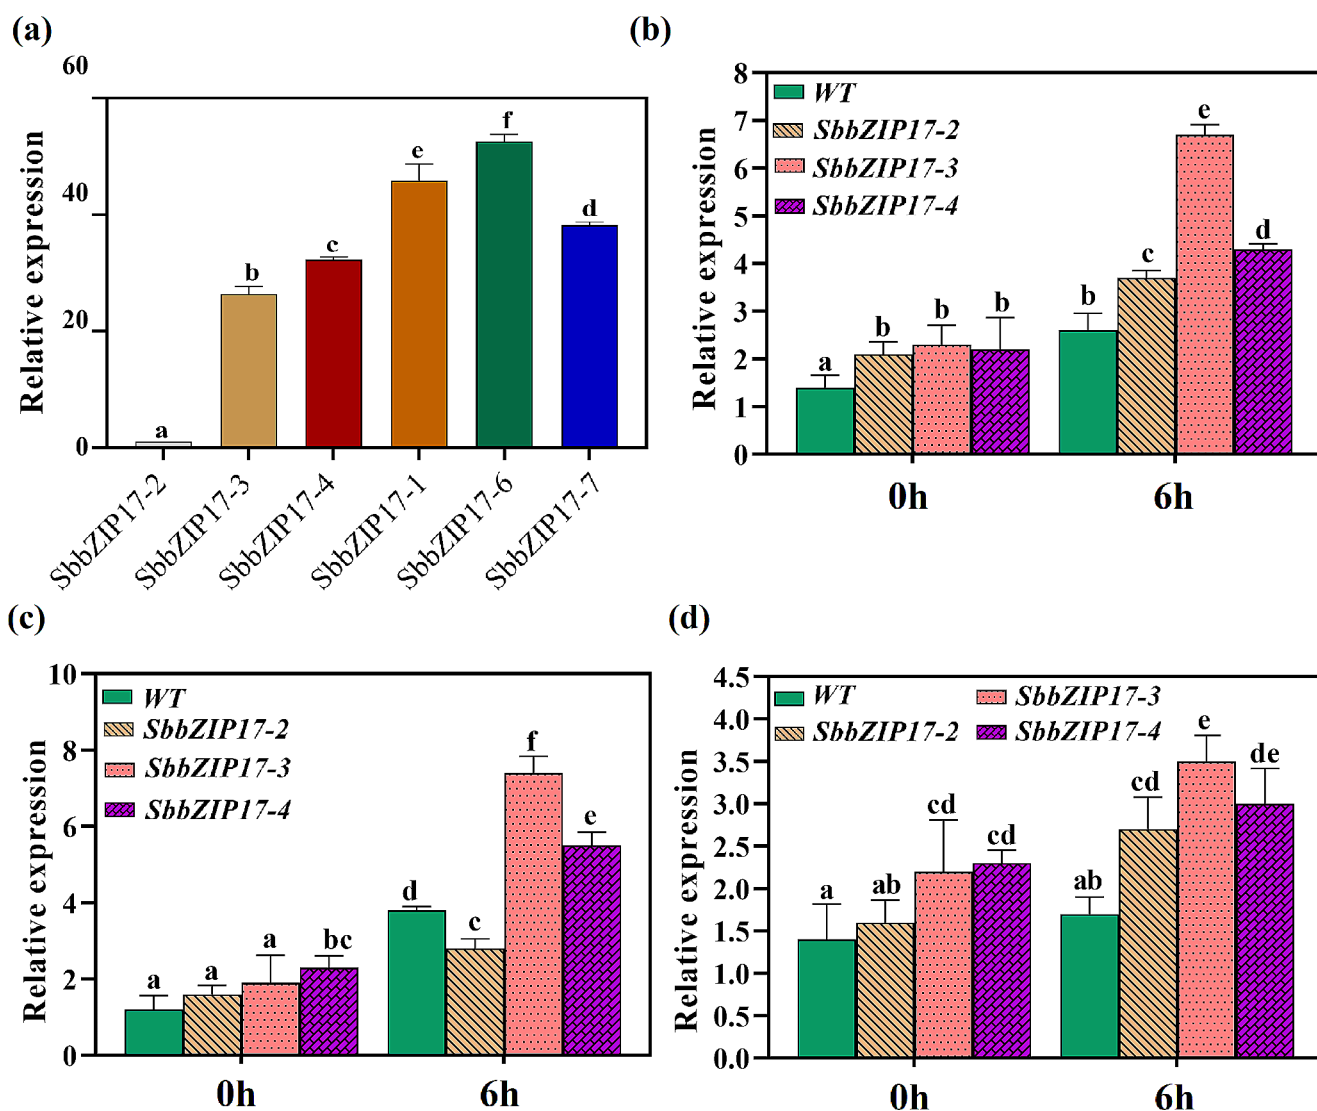 (a)
Relative expression
60
40
20
0
a
b
c
e
f
d
SbbZIP17-2
SbbZIP17-3
SbbZIP17-4
SbbZIP17-1
SbbZIP17-6
SbbZIP17-7
(b)
Relative expression
8
7
6
5
4
3
2
1
0
WT
SbbZIP17-2
SbbZIP17-3
SbbZIP17-4
a
b
b
b
b
c
e
d
0h
6h
(c)
Relative expression
10
8
6
4
2
0
WT
SbbZIP17-2
SbbZIP17-3
SbbZIP17-4
a
a
a
bc
d
c
f
e
0h
6h
(d)
Relative expression
4.5
4.0
3.5
3.0
2.5
2.0
1.5
1.0
0.5
0.0
WT
SbbZIP17-2
SbbZIP17-3
SbbZIP17-4
a
ab
cd
cd
ab
cd
e
de
0h
6h